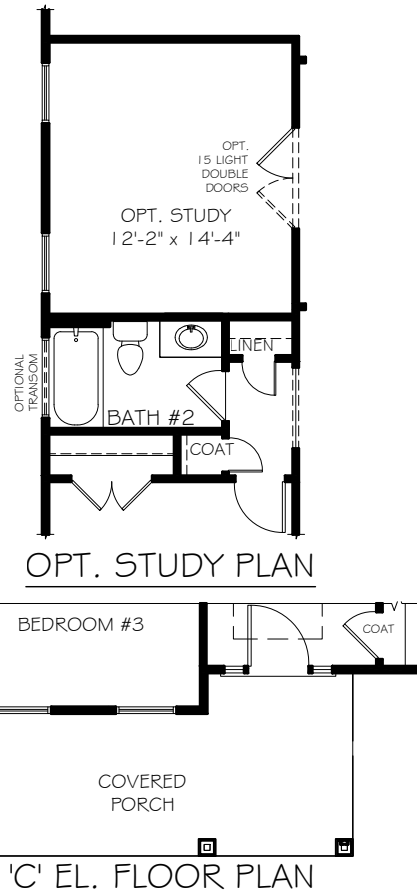 OPT.
15 LIGHT
DOUBLE
DOORS
OPT. STUDY
12'-2" x 14'-4"
OPTIONAL
TRANSOM
LINEN
BATH #2
COAT
OPT. STUDY PLAN
BEDROOM #3
COAT
COVERED
PORCH
'C' EL. FLOOR PLAN